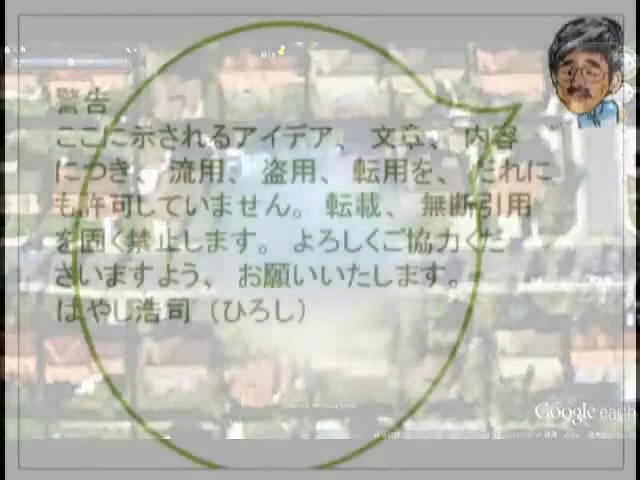 警告
ここに示されるアイデア、 文章、 内容
につき、 流用、 盗用、 転用を、 だれに
も許可していません。 転載、 無断引用
を固く禁止します。 よろしくご協力くだ
さいますよう、 お願いいたします。
はやし浩司 (ひろし)
Google earth